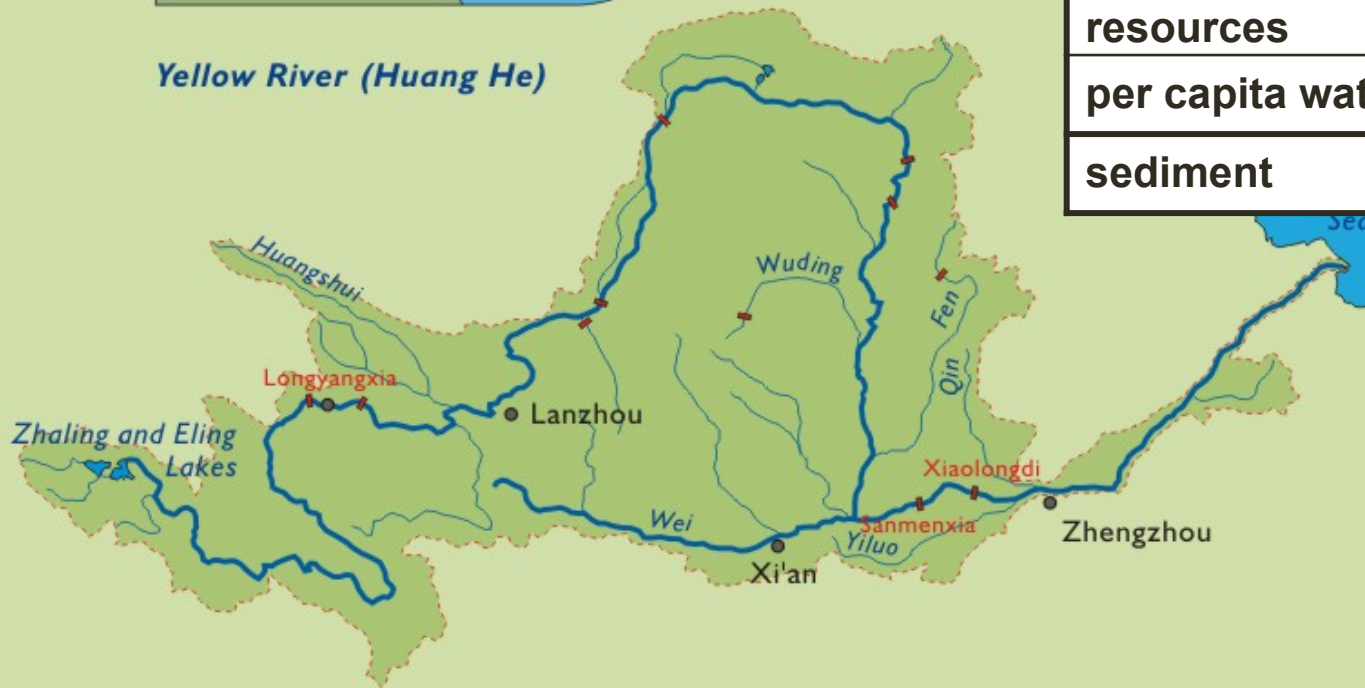 resources
per capita wat
sediment
Yellow River (Huang He)
Huangshui
Wuding
Fen
Qin
Longyangxia
Lanzhou
Zhaling and Eling
Lakes
Xiaolongdi
Sanmenxia
Wei
Yiluo
Xi'an
Zhengzhou